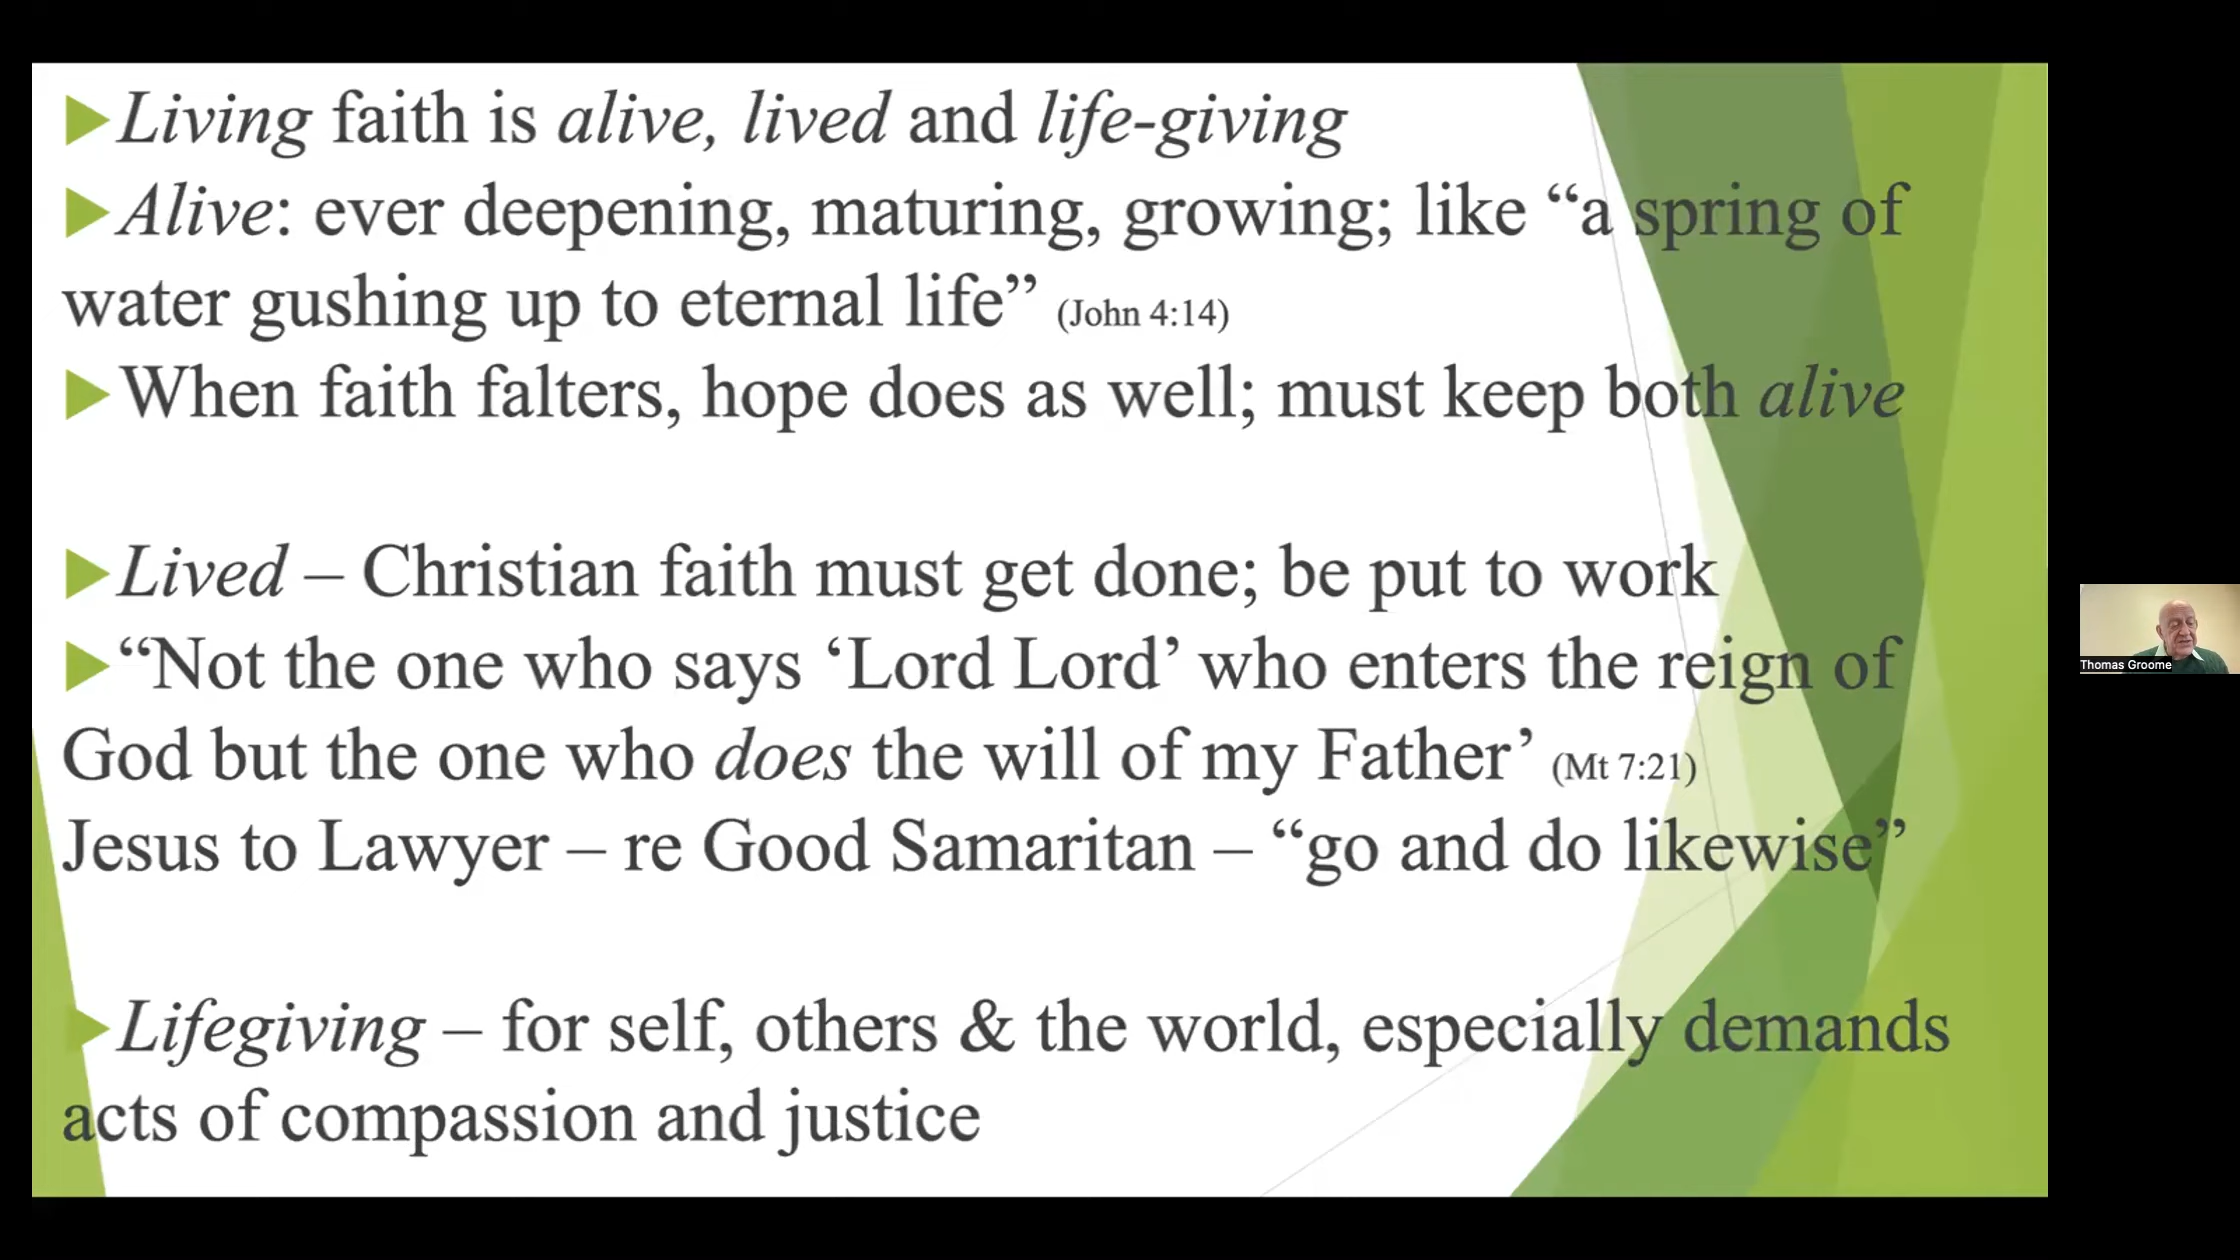 Living faith is alive, lived and life-giving
Alive: ever deepening, maturing, growing; like “a spring of
water gushing up to eternal life” (John 4:14)
When faith falters, hope does as well; must keep both alive
Lived – Christian faith must get done; be put to work
“Not the one who says ‘Lord Lord’ who enters the reign of
God but the one who does the will of my Father’ (Mt 7:21)
Jesus to Lawyer – re Good Samaritan – “go and do likewise”
Lifegiving – for self, others & the world, especially demands
acts of compassion and justice
Thomas Groome